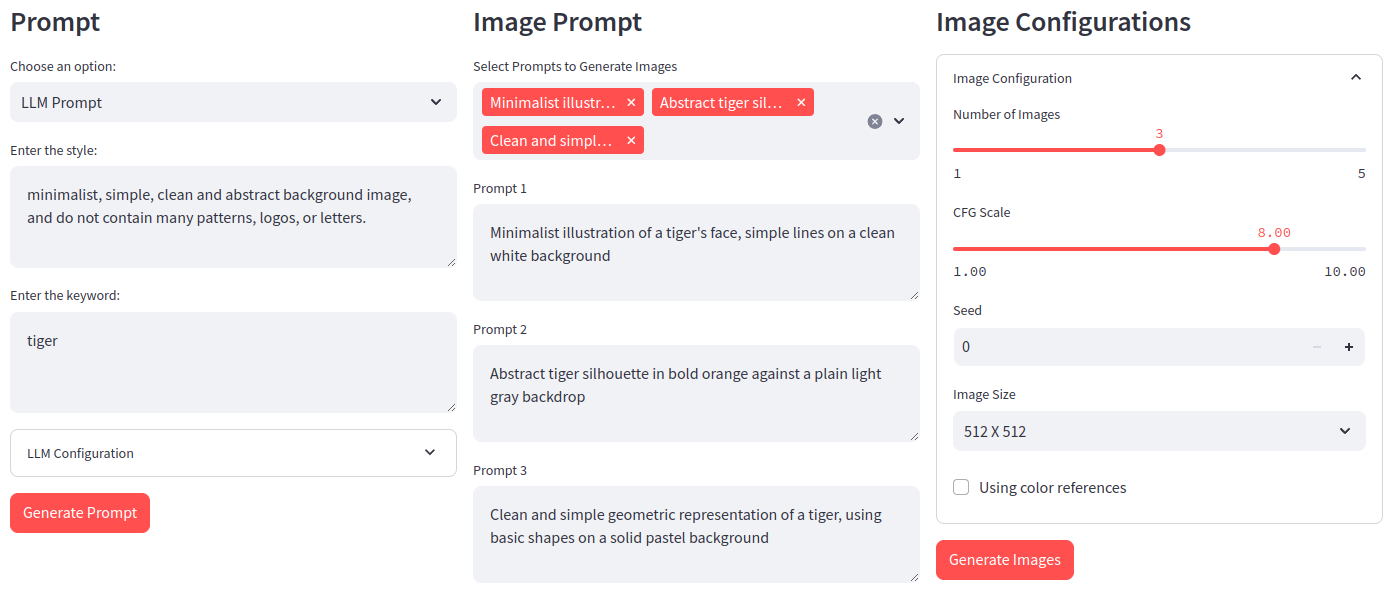 Prompt
Choose an option:
LLM Prompt
Enter the style:
minimalist, simple, clean and abstract background image,
and do not contain many patterns, logos, or letters.
Enter the keyword:
tiger
LLM Configuration
Generate Prompt
Image Prompt
Select Prompts to Generate Images
Minimalist illustr… ×
Abstract tiger sil… ×
Clean and simpl… ×
Prompt 1
Minimalist illustration of a tiger's face, simple lines on a clean
white background
Prompt 2
Abstract tiger silhouette in bold orange against a plain light
gray backdrop
Prompt 3
Clean and simple geometric representation of a tiger, using
basic shapes on a solid pastel background
Image Configurations
Image Configuration
Number of Images
3
1 5
CFG Scale
8.00
1.00 10.00
Seed
0 − +
Image Size
512 X 512
Using color references
Generate Images